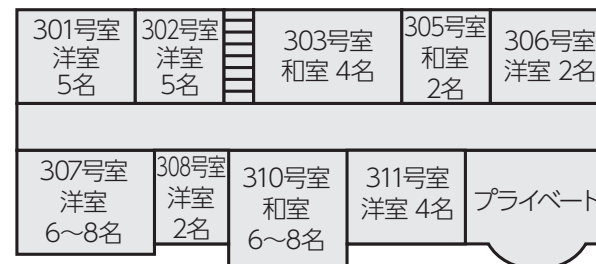 301号室
洋室
5名
302号室
洋室
5名
303号室
和室 4名
305号室
和室
2名
306号室
洋室 2名
307号室
洋室
6〜8名
308号室
洋室
2名
310号室
和室
6〜8名
311号室
洋室 4名
プライベート